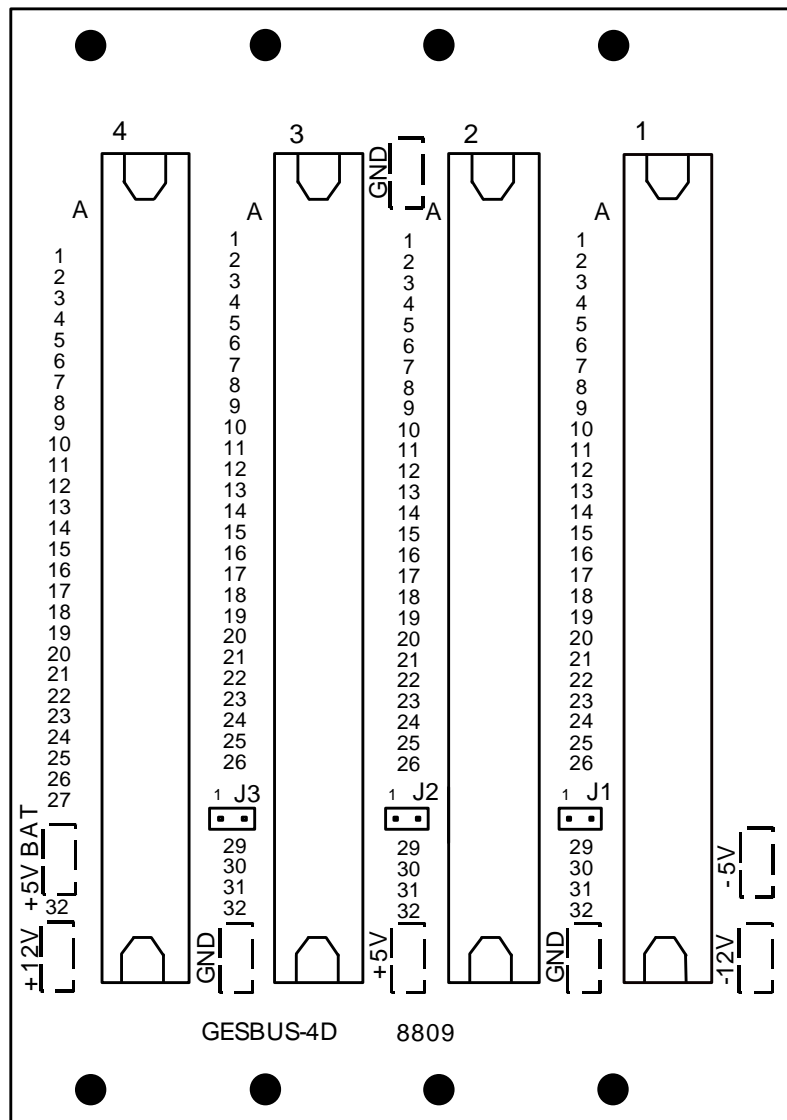 4 3 2 1
GND
A A A A
1 1 1
1 2 2 2
2 3 3 3
3 4 4 4
4 5 5 5
5 6 6 6
6 7 7 7
7 8 8 8
8 9 9 9
9 10 10 10
10 11 11 11
11 12 12 12
12 13 13 13
13 14 14 14
14 15 15 15
15 16 16 16
16 17 17 17
17 18 18 18
18 19 19 19
19 20 20 20
20 21 21 21
21 22 22 22
22 23 23 23
23 24 24 24
24 25 25 25
25 26 26 26
26
27 1 J3 1 J2 1 J1
+5V BAT
29 29 29
30 30 30
31 31 31
32 32 32 32
-5V
+12V GND +5V GND -12V
GESBUS-4D 8809